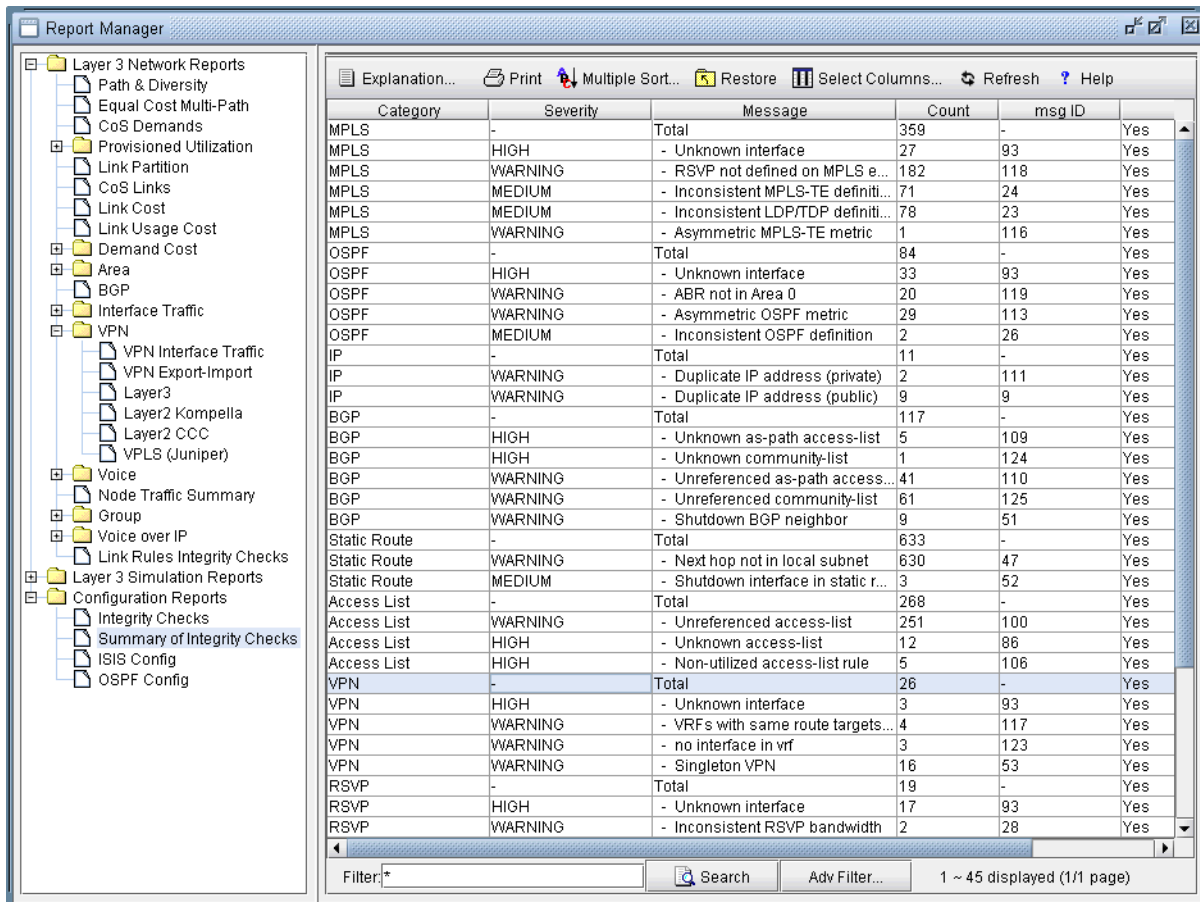 Report Manager
Layer 3 Network Reports
Path & Diversity
Equal Cost Multi-Path
CoS Demands
Provisioned Utilization
Link Partition
CoS Links
Link Cost
Link Usage Cost
Demand Cost
Area
BGP
Interface Traffic
VPN
VPN Interface Traffic
VPN Export-Import
Layer3
Layer2 Kompella
Layer2 CCC
VPLS (Juniper)
Voice
Node Traffic Summary
Group
Voice over IP
Link Rules Integrity Checks
Layer 3 Simulation Reports
Configuration Reports
Integrity Checks
Summary of Integrity Checks
ISIS Config
OSPF Config
Explanation... Print Multiple Sort... Restore Select Columns... Refresh ? Help
Category Severity Message Count msg ID
MPLS - Total 359 - Yes
MPLS HIGH - Unknown interface 27 93 Yes
MPLS WARNING - RSVP not defined on MPLS e... 182 118 Yes
MPLS MEDIUM - Inconsistent MPLS-TE definiti... 71 24 Yes
MPLS MEDIUM - Inconsistent LDP/TDP definiti... 78 23 Yes
MPLS WARNING - Asymmetric MPLS-TE metric 1 116 Yes
OSPF - Total 84 - Yes
OSPF HIGH - Unknown interface 33 93 Yes
OSPF WARNING - ABR not in Area 0 20 119 Yes
OSPF WARNING - Asymmetric OSPF metric 29 113 Yes
OSPF MEDIUM - Inconsistent OSPF definition 2 26 Yes
IP - Total 11 - Yes
IP WARNING - Duplicate IP address (private) 2 111 Yes
IP WARNING - Duplicate IP address (public) 9 9 Yes
BGP - Total 117 - Yes
BGP HIGH - Unknown as-path access-list 5 109 Yes
BGP HIGH - Unknown community-list 1 124 Yes
BGP WARNING - Unreferenced as-path access... 41 110 Yes
BGP WARNING - Unreferenced community-list 61 125 Yes
BGP WARNING - Shutdown BGP neighbor 9 51 Yes
Static Route - Total 633 - Yes
Static Route WARNING - Next hop not in local subnet 630 47 Yes
Static Route MEDIUM - Shutdown interface in static r... 3 52 Yes
Access List - Total 268 - Yes
Access List WARNING - Unreferenced access-list 251 100 Yes
Access List HIGH - Unknown access-list 12 86 Yes
Access List HIGH - Non-utilized access-list rule 5 106 Yes
VPN - Total 26 - Yes
VPN HIGH - Unknown interface 3 93 Yes
VPN WARNING - VRFs with same route targets... 4 117 Yes
VPN WARNING - no interface in vrf 3 123 Yes
VPN WARNING - Singleton VPN 16 53 Yes
RSVP - Total 19 - Yes
RSVP HIGH - Unknown interface 17 93 Yes
RSVP WARNING - Inconsistent RSVP bandwidth 2 28 Yes
Filter: * Search Adv Filter... 1 ~ 45 displayed (1/1 page)